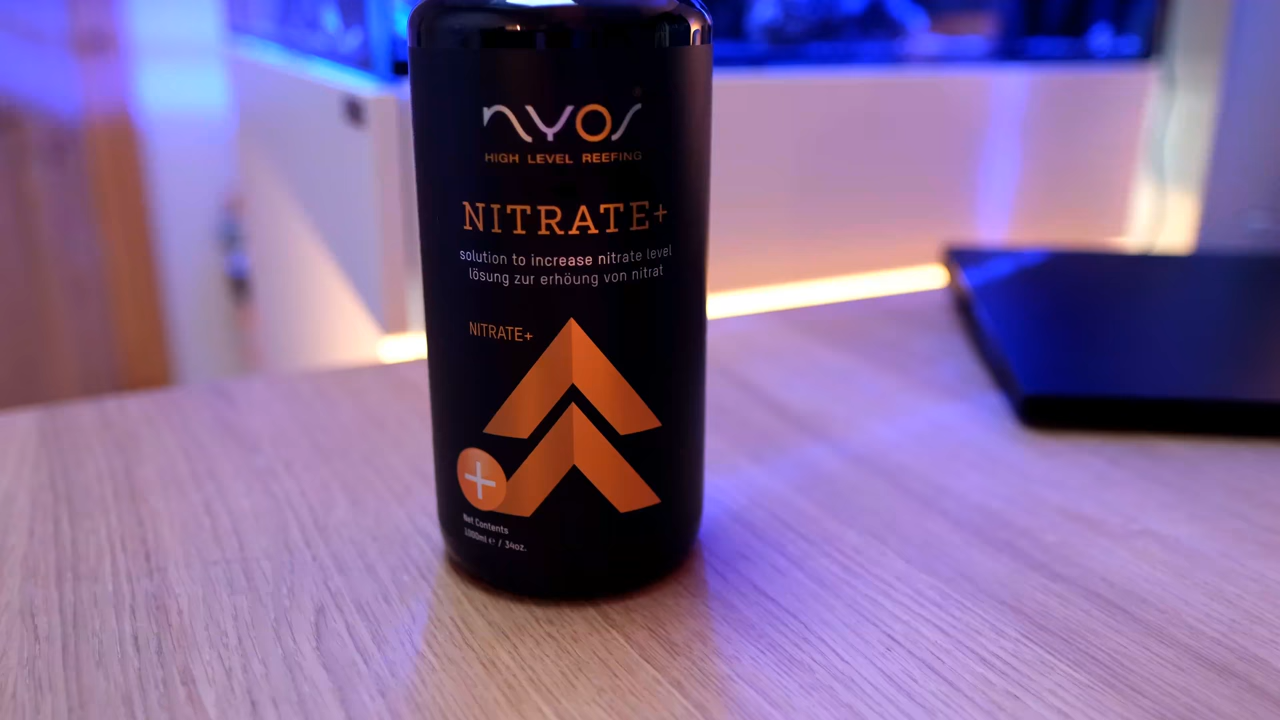 nyos
HIGH LEVEL REEFING
NITRATE+
solution to increase nitrate level
lösung zur erhöung von nitrat
NITRATE+
Net Contents
1000ml e / 34oz.